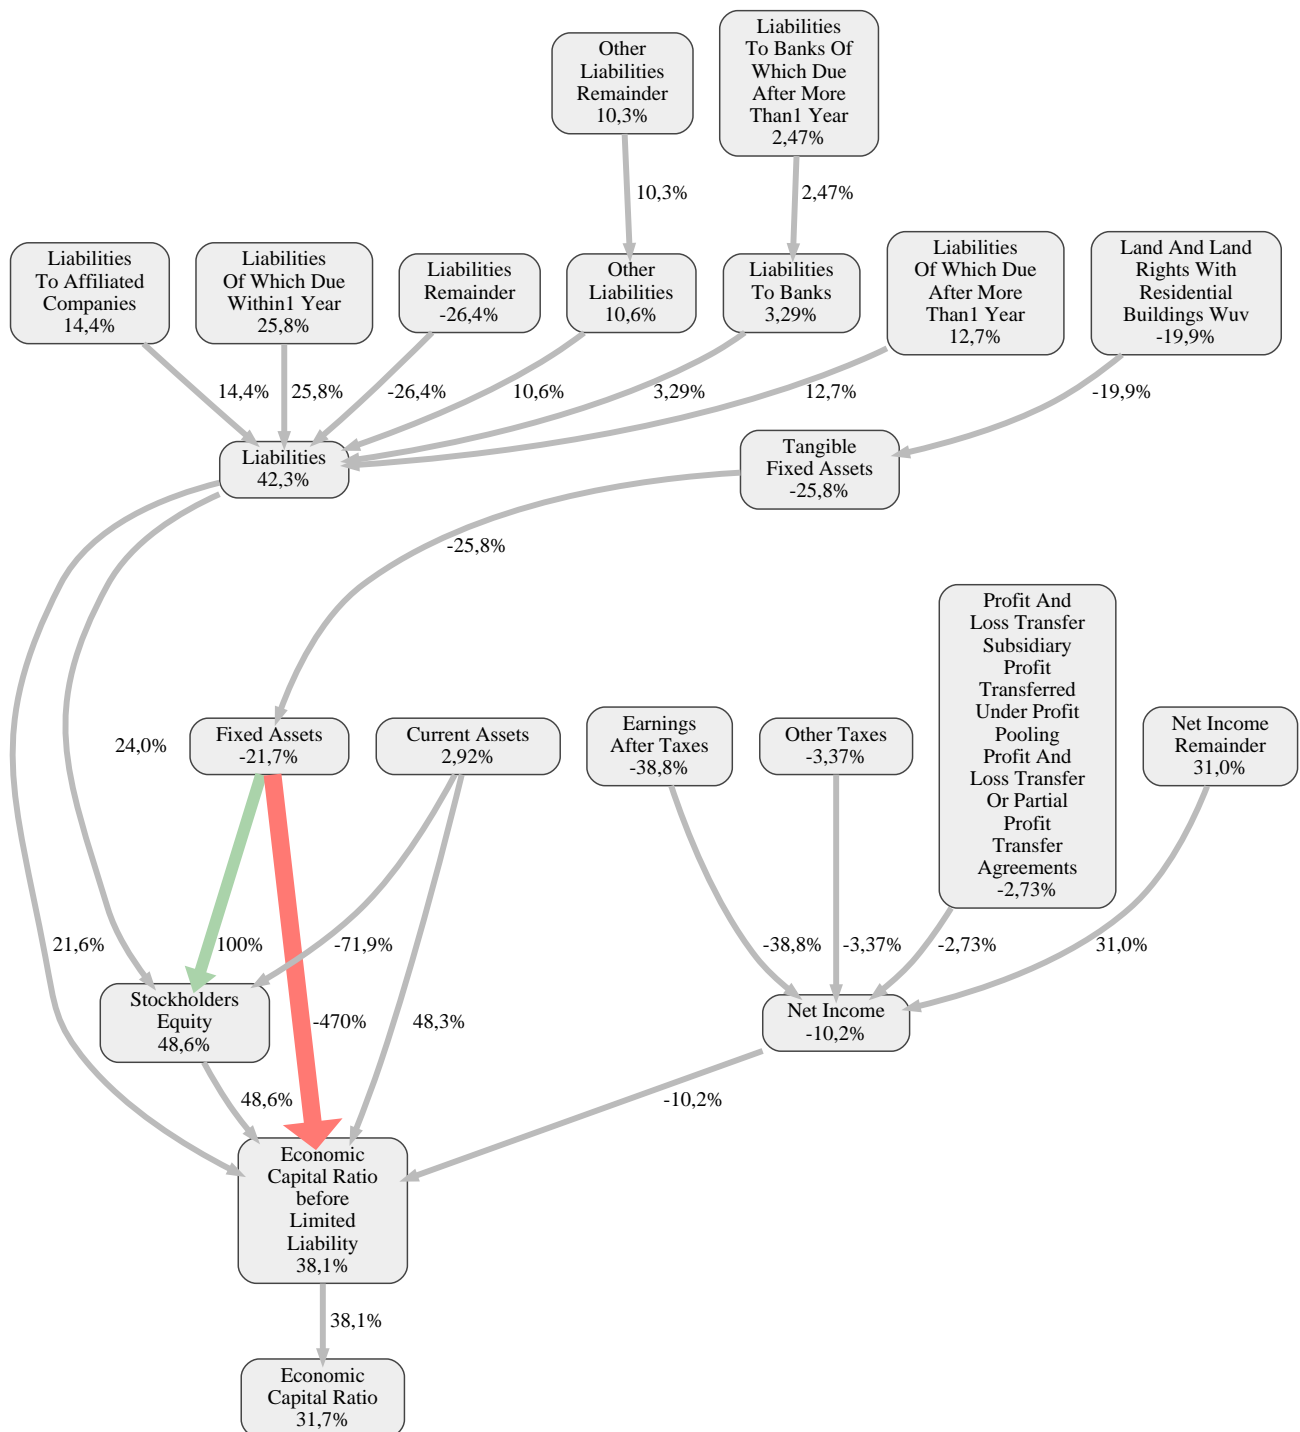 Other
Liabilities
Remainder
10,3%
Liabilities
To Banks Of
Which Due
After More
Than1 Year
2,47%
10,3%
2,47%
Liabilities
To Affiliated
Companies
14,4%
Liabilities
Of Which Due
Within1 Year
25,8%
Liabilities
Remainder
-26,4%
Other
Liabilities
10,6%
Liabilities
To Banks
3,29%
Liabilities
Of Which Due
After More
Than1 Year
12,7%
Land And Land
Rights With
Residential
Buildings Wuv
-19,9%
14,4%
25,8%
-26,4%
10,6%
3,29%
12,7%
-19,9%
Liabilities
42,3%
Tangible
Fixed Assets
-25,8%
-25,8%
Fixed Assets
-21,7%
Current Assets
2,92%
Earnings
After Taxes
-38,8%
Other Taxes
-3,37%
Profit And
Loss Transfer
Subsidiary
Profit
Transferred
Under Profit
Pooling
Profit And
Loss Transfer
Or Partial
Profit
Transfer
Agreements
-2,73%
Net Income
Remainder
31,0%
24,0%
21,6%
100%
-71,9%
-38,8%
-3,37%
-2,73%
31,0%
Stockholders
Equity
48,6%
-470%
48,3%
Net Income
-10,2%
48,6%
-10,2%
Economic
Capital Ratio
before
Limited
Liability
38,1%
38,1%
Economic
Capital Ratio
31,7%